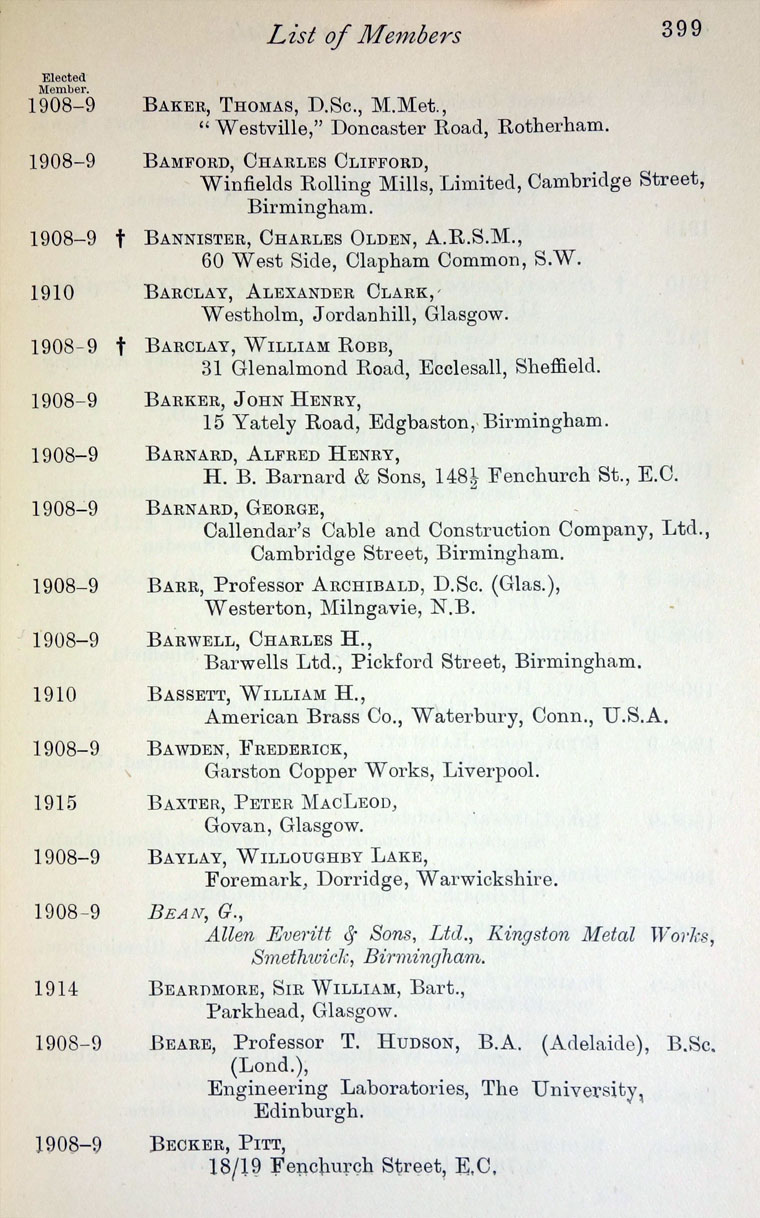 List of Members 399
Elected
Member.
1908–9 BAKER, THOMAS, D.Sc., M.Met.,
“ Westville,” Doncaster Road, Rotherham.
1908–9 BAMFORD, CHARLES CLIFFORD,
Winfields Rolling Mills, Limited, Cambridge Street,
Birmingham.
1908–9 † BANNISTER, CHARLES OLDEN, A.R.S.M.,
60 West Side, Clapham Common, S.W.
1910 BARCLAY, ALEXANDER CLARK,
Westholm, Jordanhill, Glasgow.
1908–9 † BARCLAY, WILLIAM ROBB,
31 Glenalmond Road, Ecclesall, Sheffield.
1908–9 BARKER, JOHN HENRY,
15 Yately Road, Edgbaston, Birmingham.
1908–9 BARNARD, ALFRED HENRY,
H. B. Barnard & Sons, 148½ Fenchurch St., E.C.
1908–9 BARNARD, GEORGE,
Callendar’s Cable and Construction Company, Ltd.,
Cambridge Street, Birmingham.
1908–9 BARR, Professor ARCHIBALD, D.Sc. (Glas.),
Westerton, Milngavie, N.B.
1908–9 BARWELL, CHARLES H.,
Barwells Ltd., Pickford Street, Birmingham.
1910 BASSETT, WILLIAM H.,
American Brass Co., Waterbury, Conn., U.S.A.
1908–9 BAWDEN, FREDERICK,
Garston Copper Works, Liverpool.
1915 BAXTER, PETER MACLEOD,
Govan, Glasgow.
1908–9 BAYLAY, WILLOUGHBY LAKE,
Foremark, Dorridge, Warwickshire.
1908–9 BEAN, G.,
Allen Everitt & Sons, Ltd., Kingston Metal Works,
Smethwick, Birmingham.
1914 BEARDMORE, SIR WILLIAM, Bart.,
Parkhead, Glasgow.
1908–9 BEARE, Professor T. HUDSON, B.A. (Adelaide), B.Sc.
(Lond.),
Engineering Laboratories, The University,
Edinburgh.
1908–9 BECKER, PITT,
18/19 Fenchurch Street, E.C.